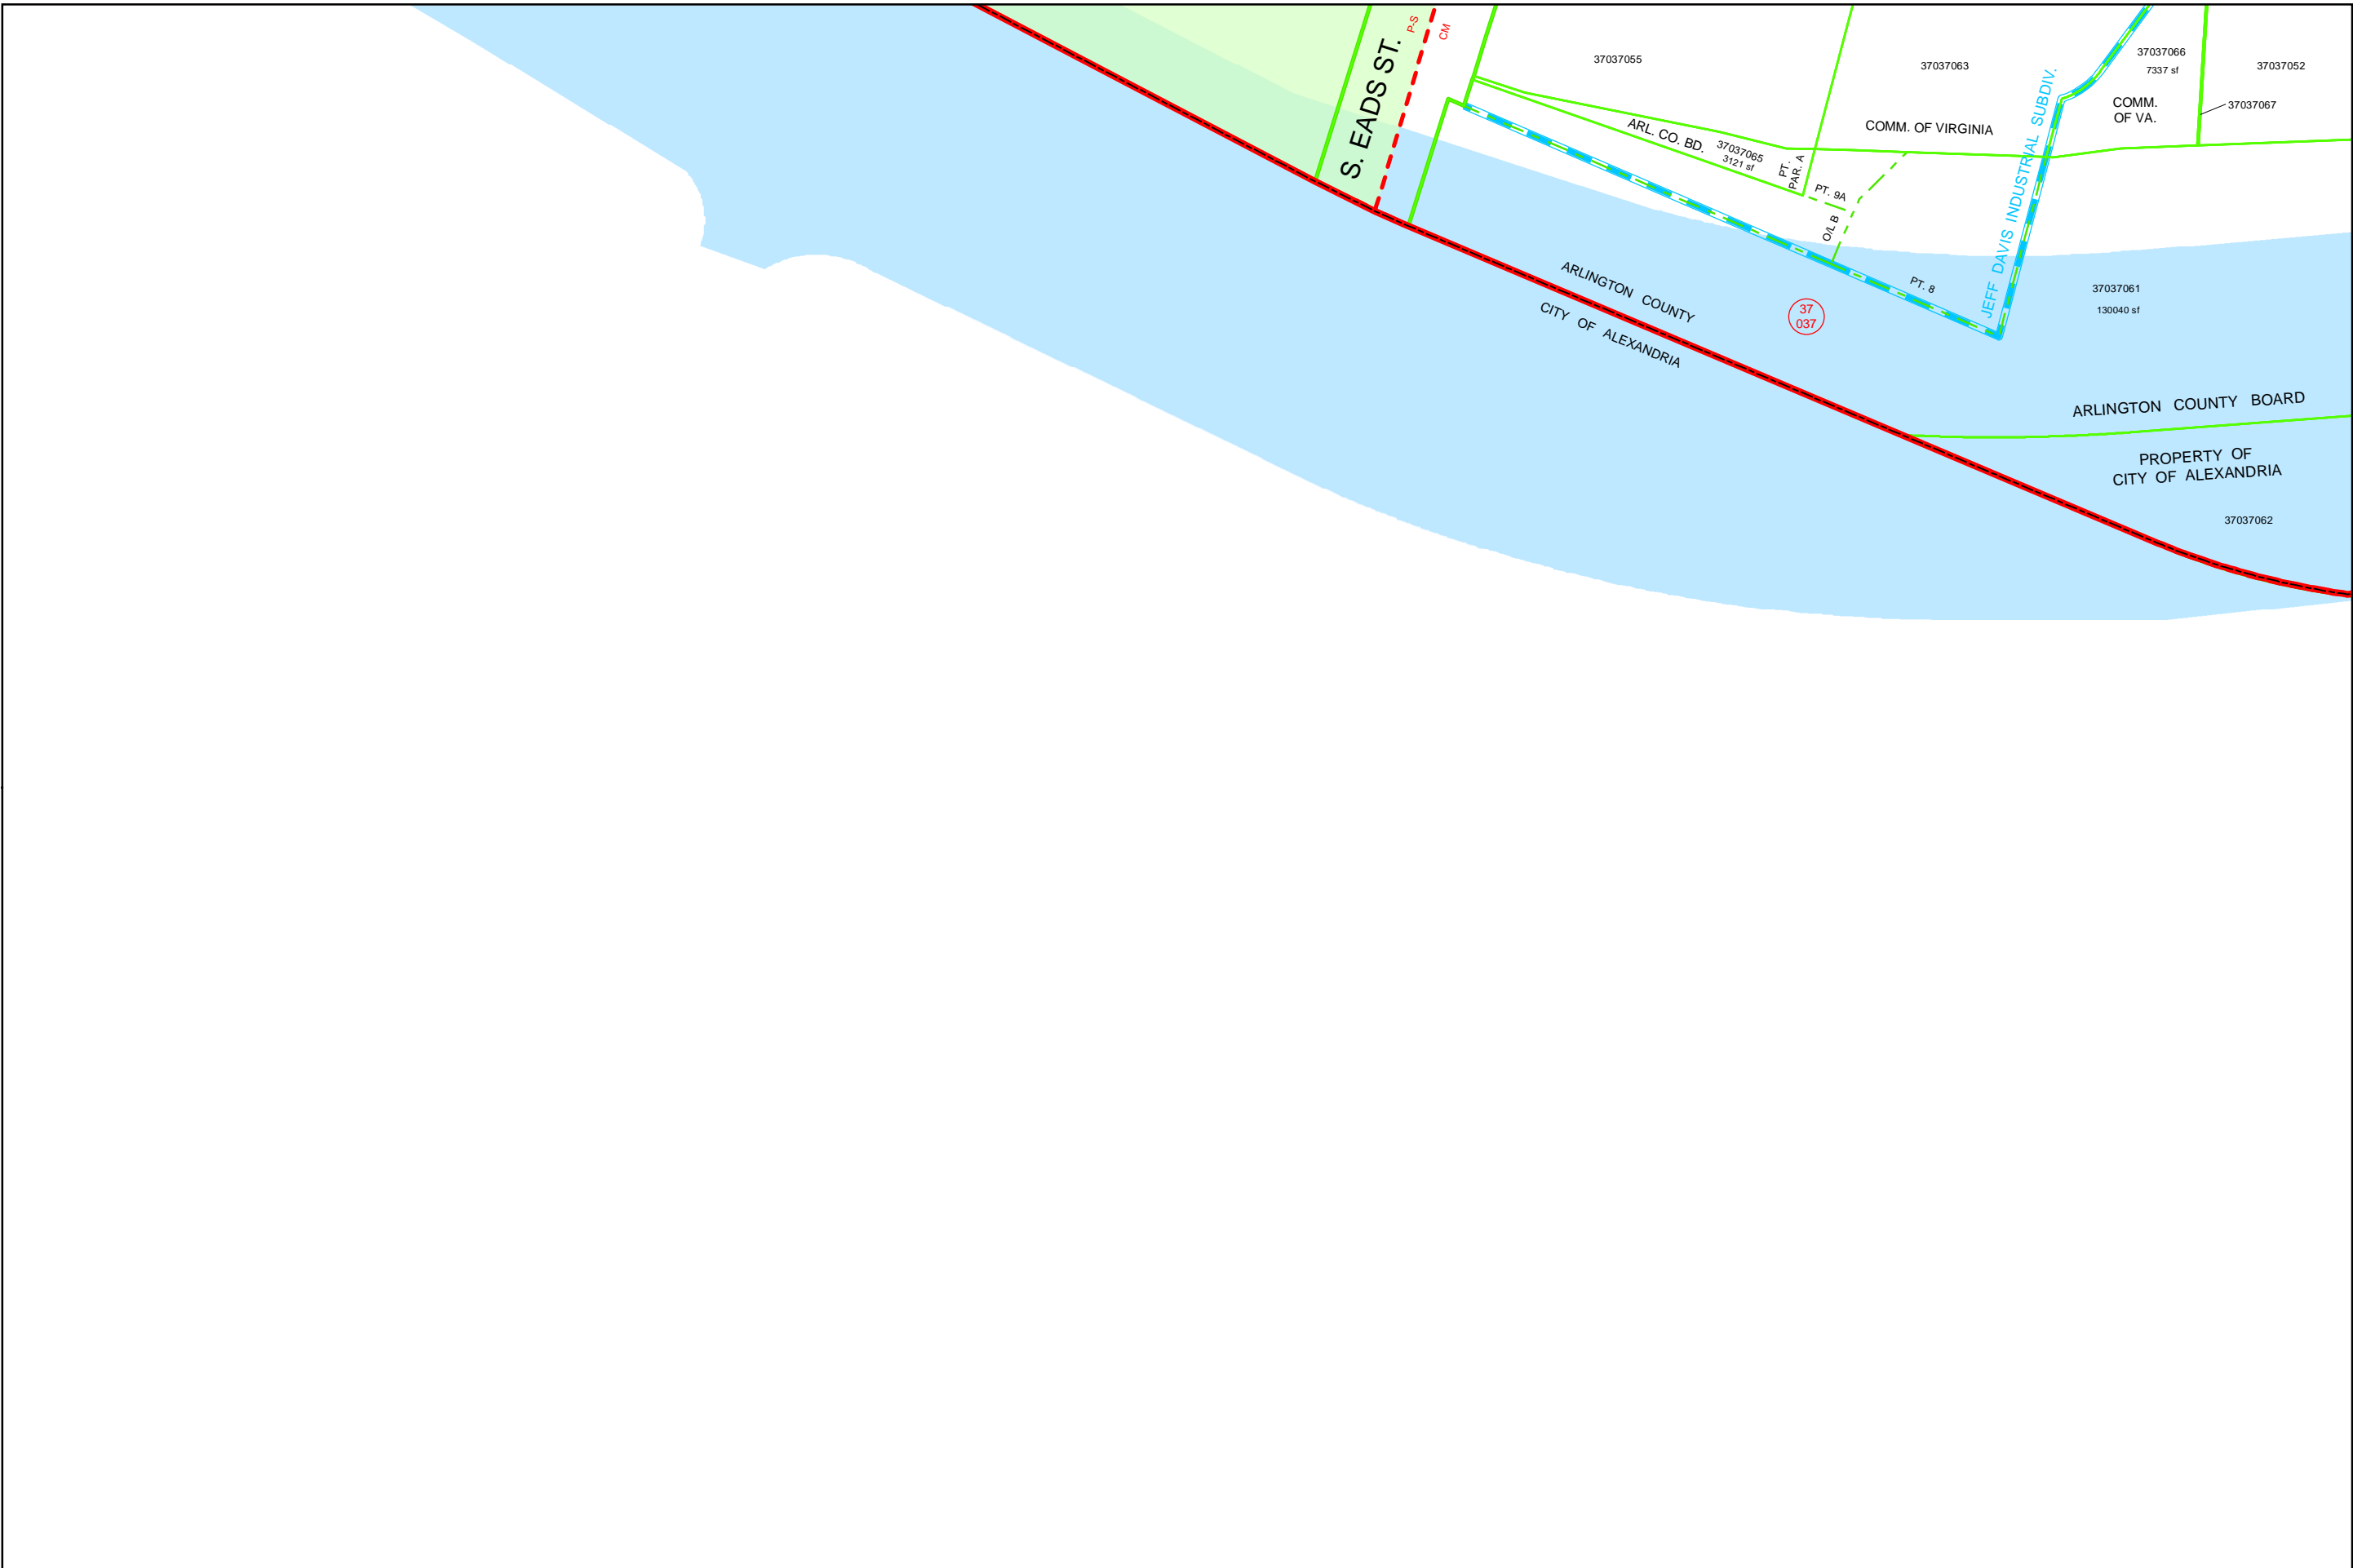 S. EADS ST.
P-S
CM
37037055
37037063
37037066
7337 sf
37037052
37037067
COMM.
OF VA.
COMM. OF VIRGINIA
ARL. CO. BD.
37037065
3121 sf
PT.
PAR. A
PT. 9A
O/L B
JEFF DAVIS INDUSTRIAL SUBDIV.
PT. 8
37037061
130040 sf
37
037
ARLINGTON COUNTY
CITY OF ALEXANDRIA
ARLINGTON COUNTY BOARD
PROPERTY OF
CITY OF ALEXANDRIA
37037062